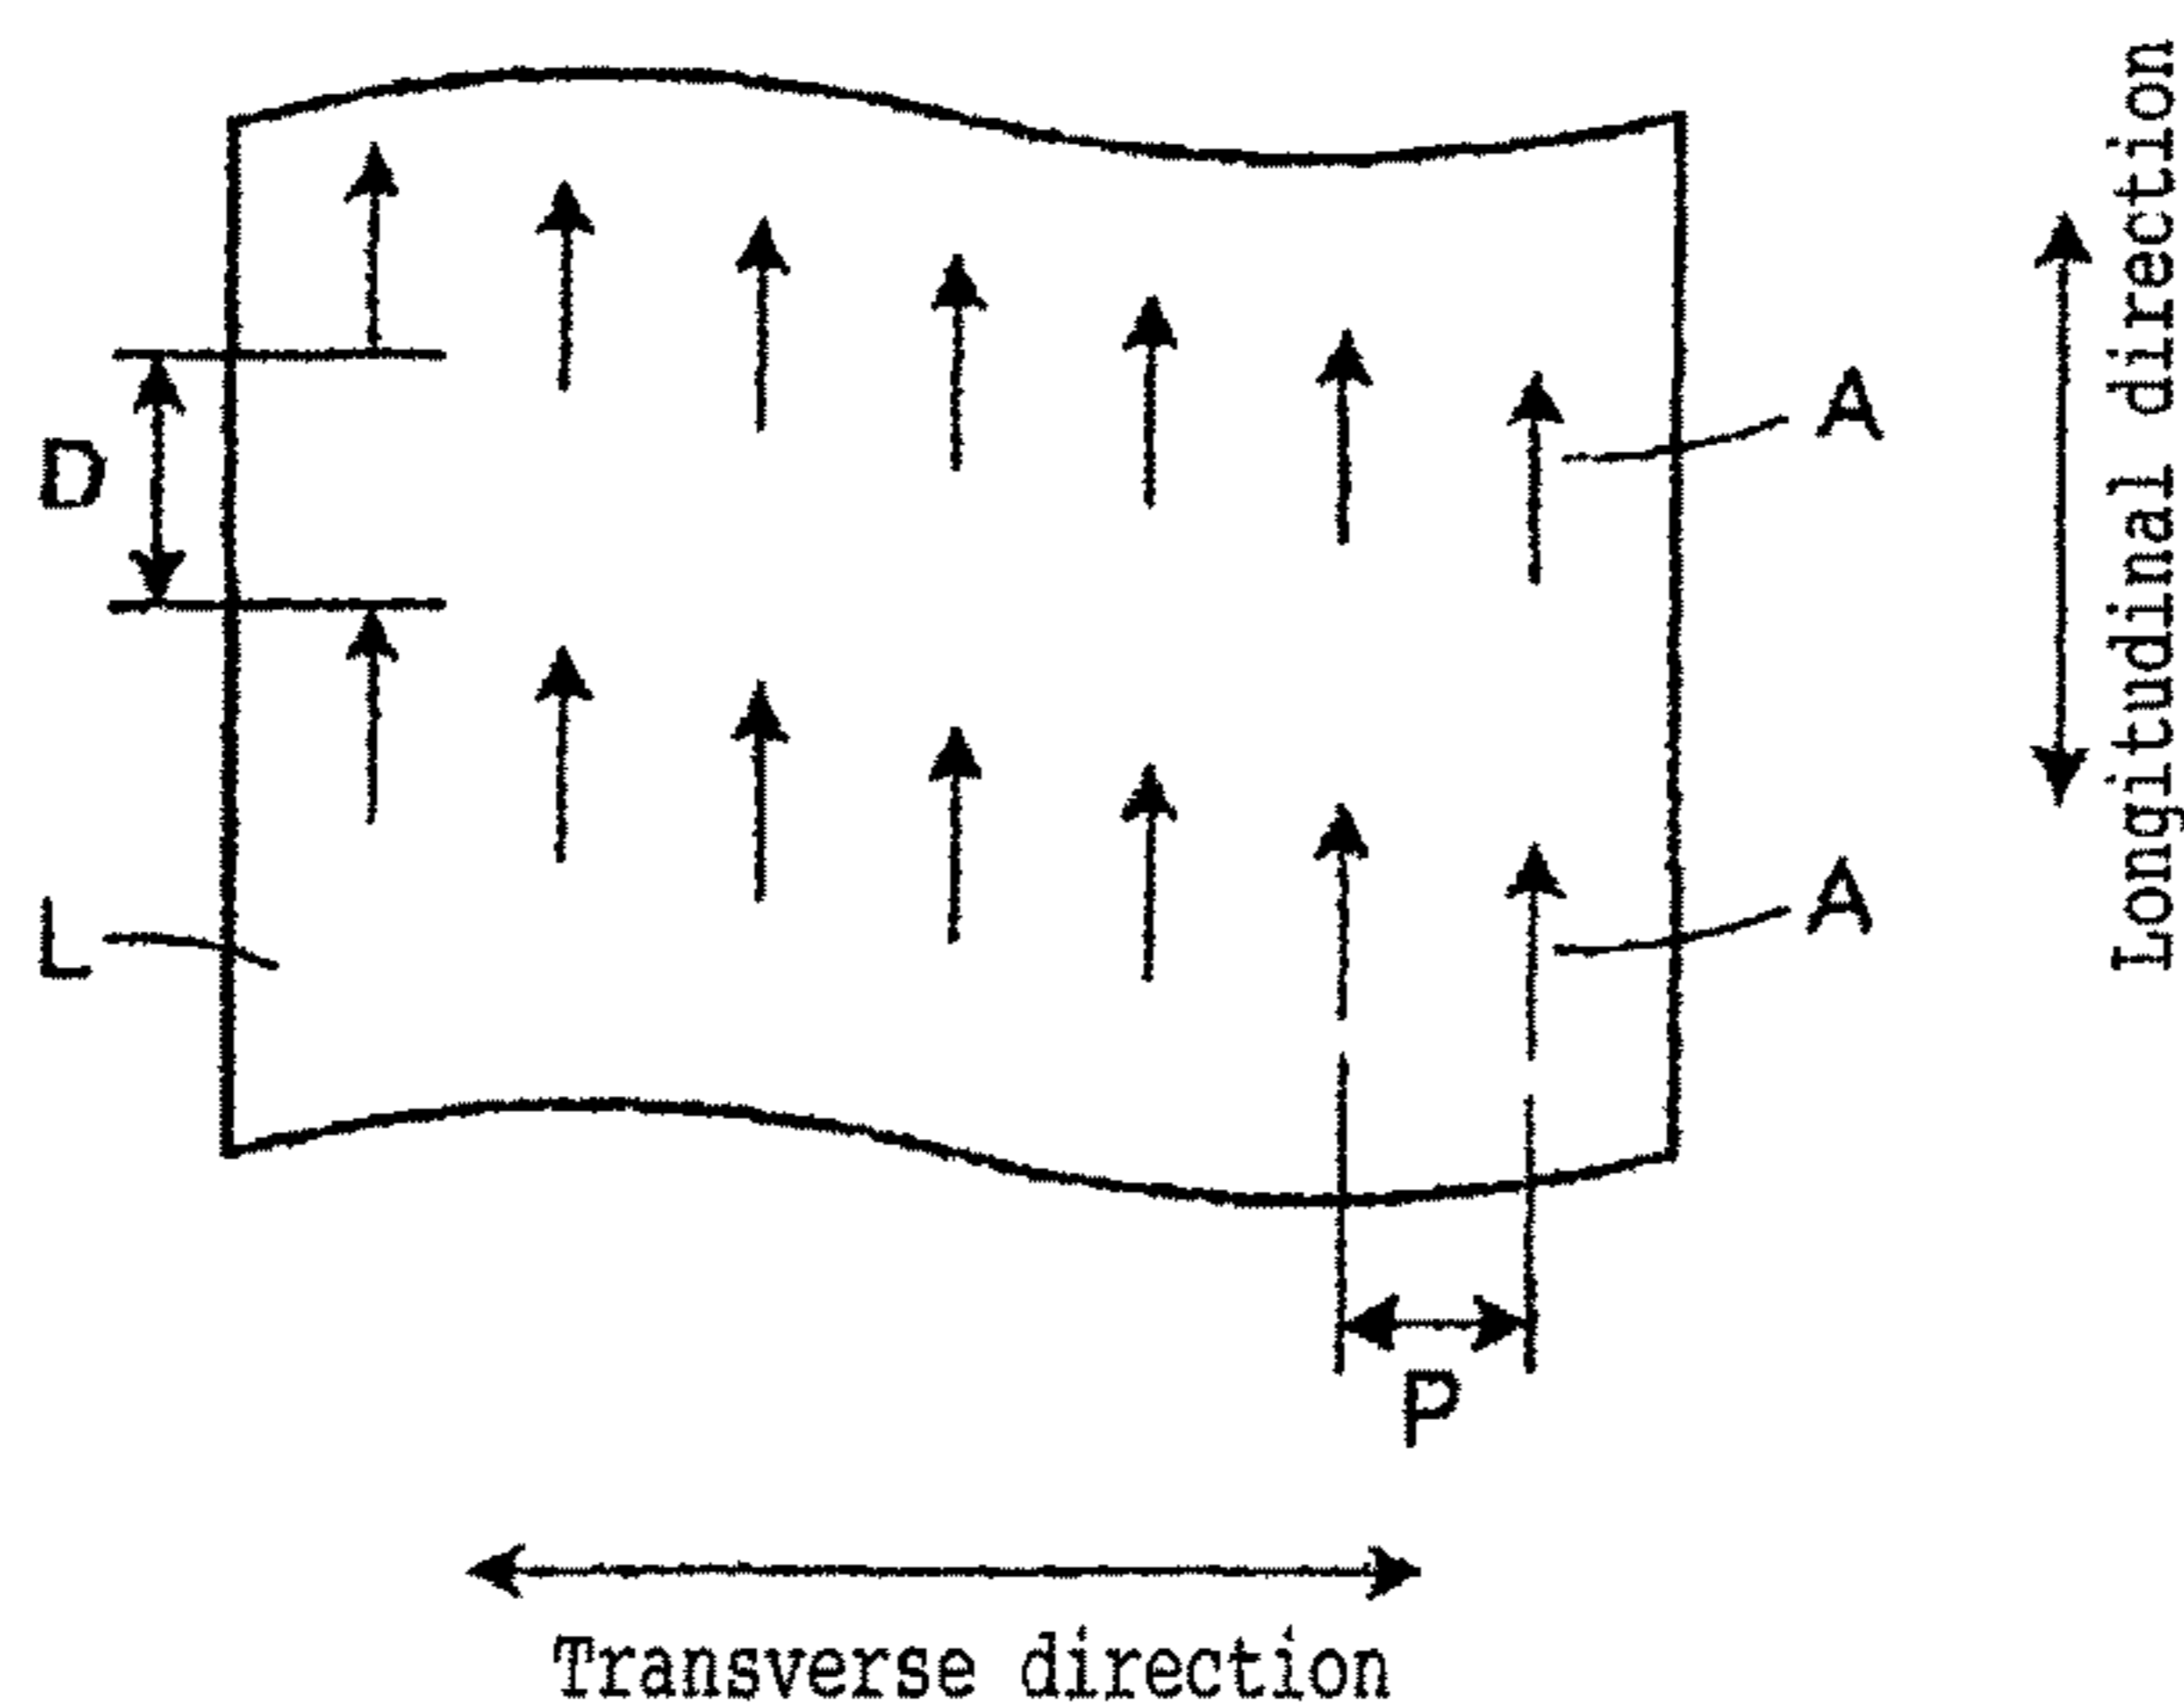 Longitudinal direction
A
D
A
L
P
Transverse direction